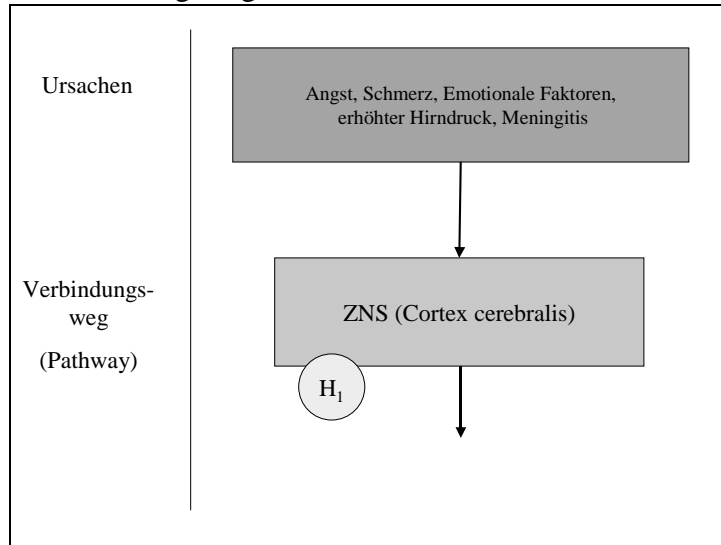 Ursachen
Angst, Schmerz, Emotionale Faktoren,
erhöhter Hirndruck, Meningitis
Verbindungs-
weg
(Pathway)
ZNS (Cortex cerebralis)
H₁